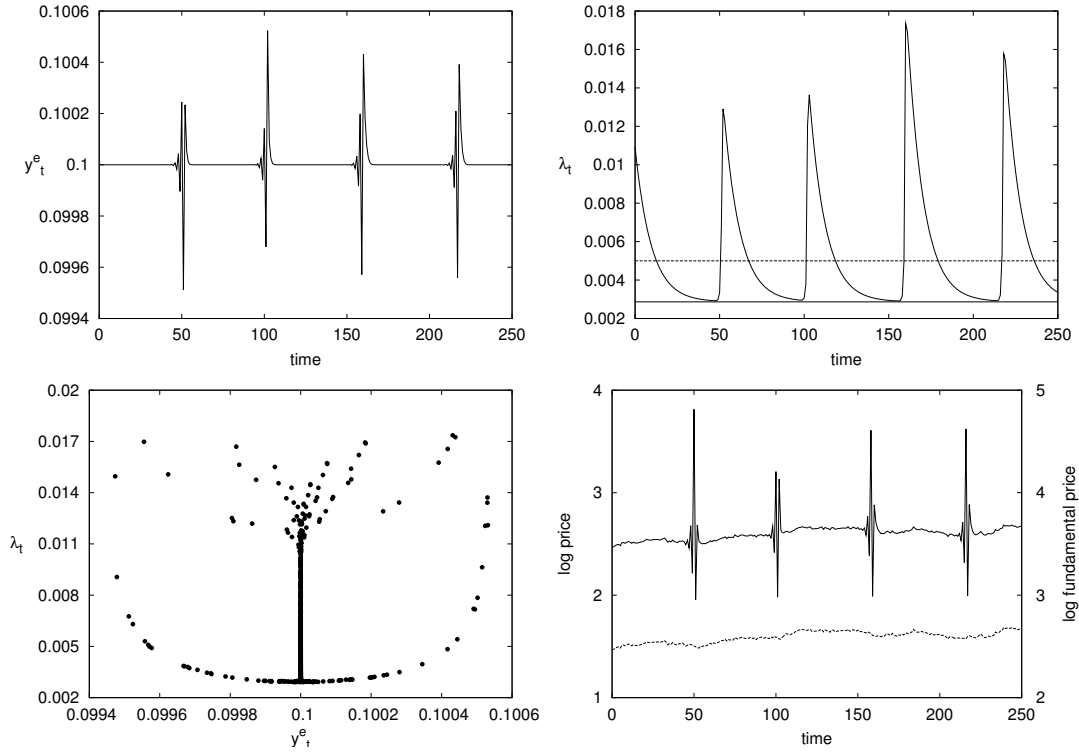 0.1006
0.1004
0.1002
0.1
0.0998
0.0996
0.0994
y^e_t
0 50 100 150 200 250
time
0.018
0.016
0.014
0.012
0.010
0.008
0.006
0.004
0.002
λ_t
0 50 100 150 200 250
time
0.02
0.017
0.014
0.011
0.008
0.005
0.002
λ_t
0.0994 0.0996 0.0998 0.1 0.1002 0.1004 0.1006
y^e_t
4
3
2
1
log price
5
4
3
2
log fundamental price
0 50 100 150 200 250
time